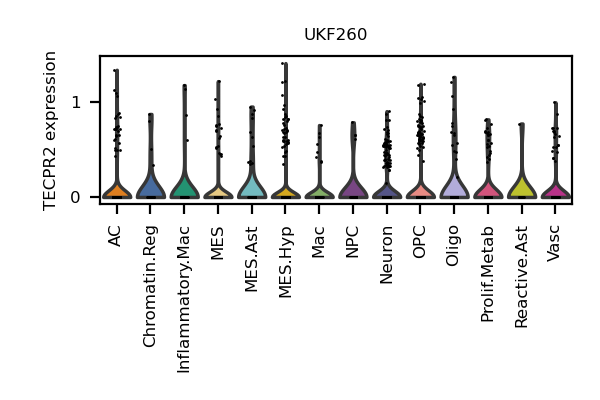 UKF260
TECPR2 expression
1
0
AC
Chromatin.Reg
Inflammatory.Mac
MES
MES.Ast
MES.Hyp
Mac
NPC
Neuron
OPC
Oligo
Prolif.Metab
Reactive.Ast
Vasc